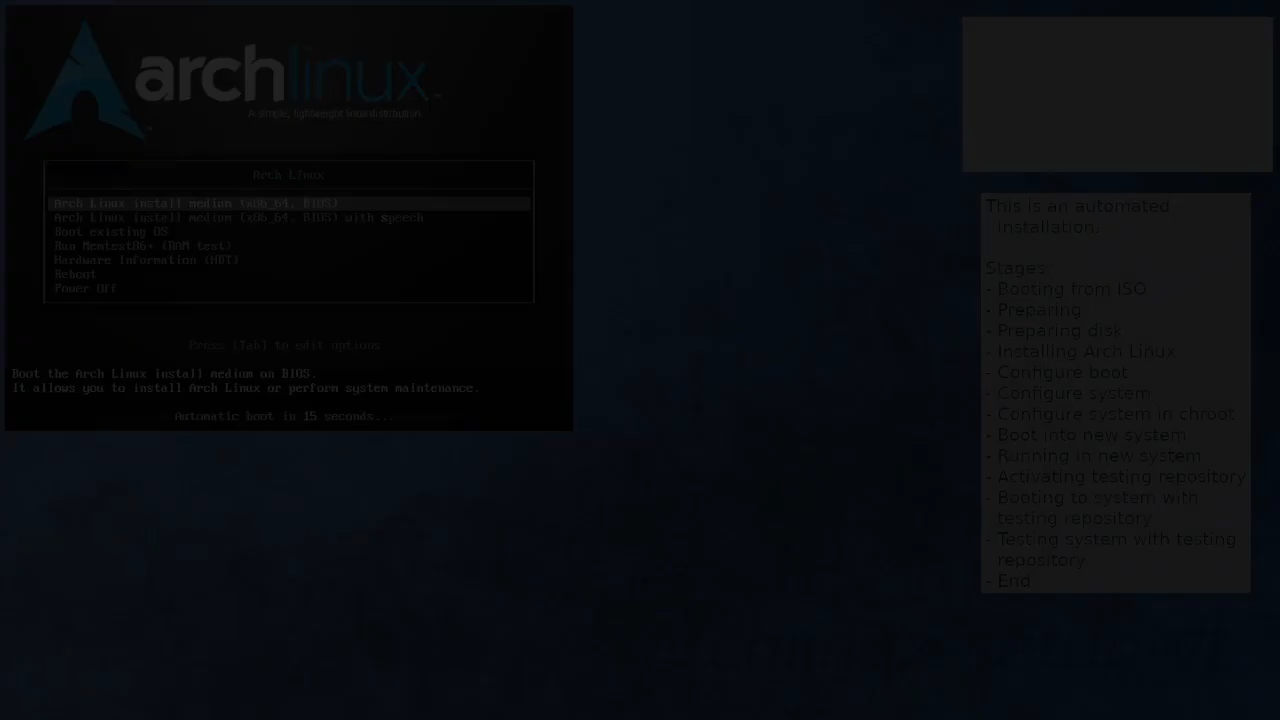 archlinux
A simple, lightweight linux distribution
Arch Linux
Arch Linux install medium (x86_64, BIOS)
Arch Linux install medium (x86_64, BIOS) with speech
Boot existing OS
Run Memtest86+ (RAM test)
Hardware Information (HDT)
Reboot
Power Off
Press [Tab] to edit options
Boot the Arch Linux install medium on BIOS.
It allows you to install Arch Linux or perform system maintenance.
Automatic boot in 15 seconds...
This is an automated
installation.
Stages:
- Booting from ISO
- Preparing
- Preparing disk
- Installing Arch Linux
- Configure boot
- Configure system
- Configure system in chroot
- Boot into new system
- Running in new system
- Activating testing repository
- Booting to system with
testing repository
- Testing system with testing
repository
- End